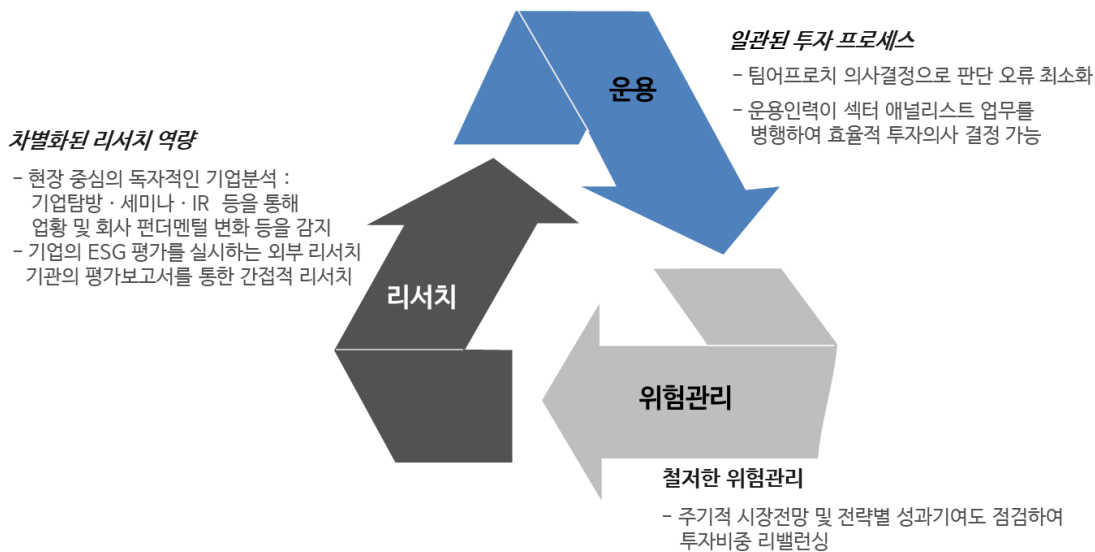 차별화된 리서치 역량
- 현장 중심의 독자적인 기업분석 :
기업탐방 · 세미나 · IR 등을 통해
업황 및 회사 펀더멘털 변화 등을 감지
- 기업의 ESG 평가를 실시하는 외부 리서치
기관의 평가보고서를 통한 간접적 리서치
리서치
운용
일관된 투자 프로세스
- 팀어프로치 의사결정으로 판단 오류 최소화
- 운용인력이 섹터 애널리스트 업무를
병행하여 효율적 투자의사 결정 가능
위험관리
철저한 위험관리
- 주기적 시장전망 및 전략별 성과기여도 점검하여
투자비중 리밸런싱